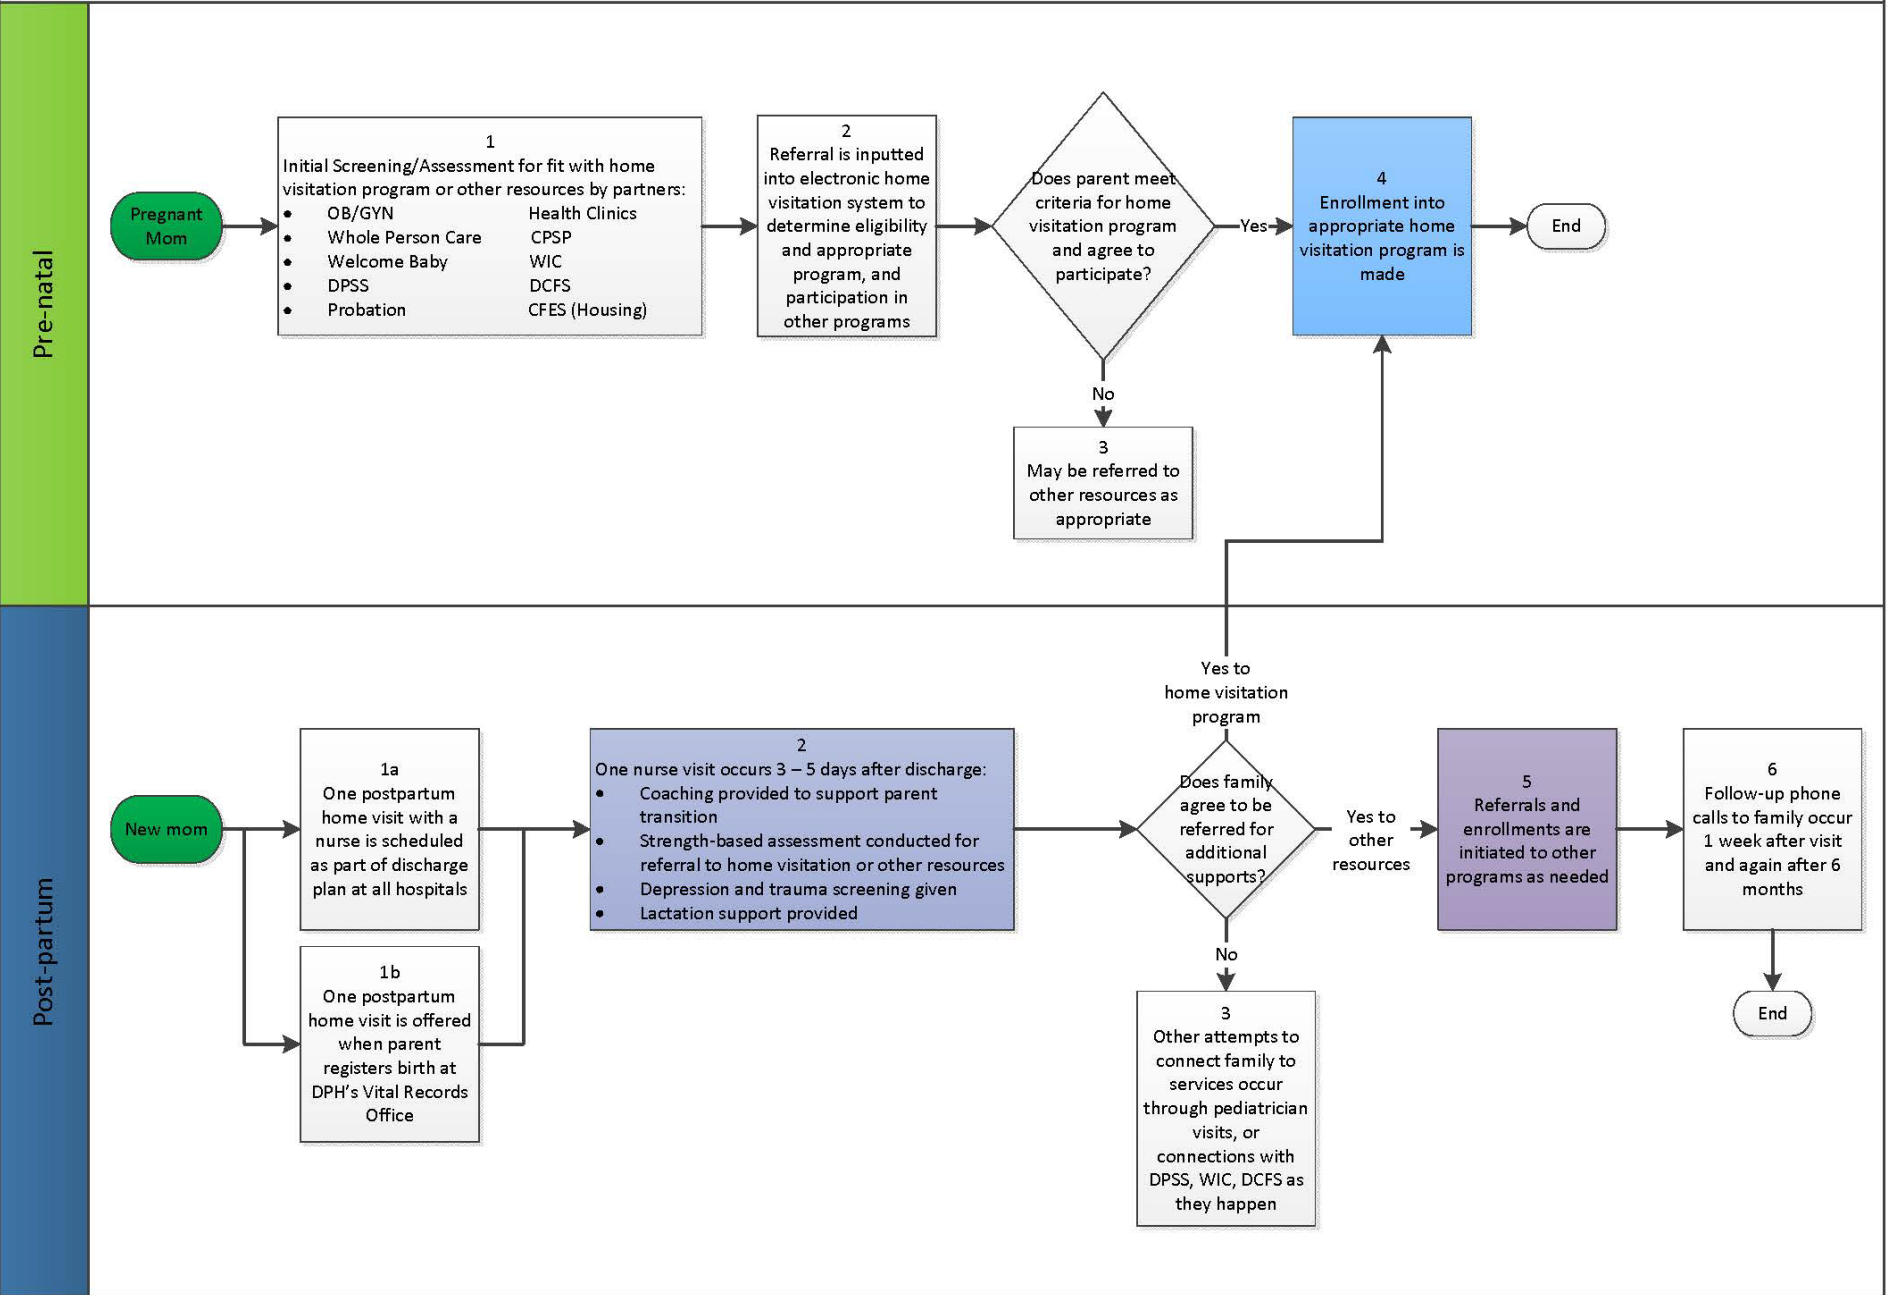 Pre-natal
Pregnant
Mom
1
Initial Screening/Assessment for fit with home
visitation program or other resources by partners:
• OB/GYN Health Clinics
• Whole Person Care CPSP
• Welcome Baby WIC
• DPSS DCFS
• Probation CFES (Housing)
2
Referral is inputted
into electronic home
visitation system to
determine eligibility
and appropriate
program, and
participation in
other programs
Does parent meet
criteria for home
visitation program
and agree to
participate?
Yes
4
Enrollment into
appropriate home
visitation program is
made
End
No
3
May be referred to
other resources as
appropriate
Post-partum
New mom
1a
One postpartum
home visit with a
nurse is scheduled
as part of discharge
plan at all hospitals
1b
One postpartum
home visit is offered
when parent
registers birth at
DPH's Vital Records
Office
2
One nurse visit occurs 3 – 5 days after discharge:
• Coaching provided to support parent
transition
• Strength-based assessment conducted for
referral to home visitation or other resources
• Depression and trauma screening given
• Lactation support provided
Yes to
home visitation
program
Does family
agree to be
referred for
additional
supports?
Yes to
other
resources
5
Referrals and
enrollments are
initiated to other
programs as needed
6
Follow-up phone
calls to family occur
1 week after visit
and again after 6
months
End
No
3
Other attempts to
connect family to
services occur
through pediatrician
visits, or
connections with
DPSS, WIC, DCFS as
they happen